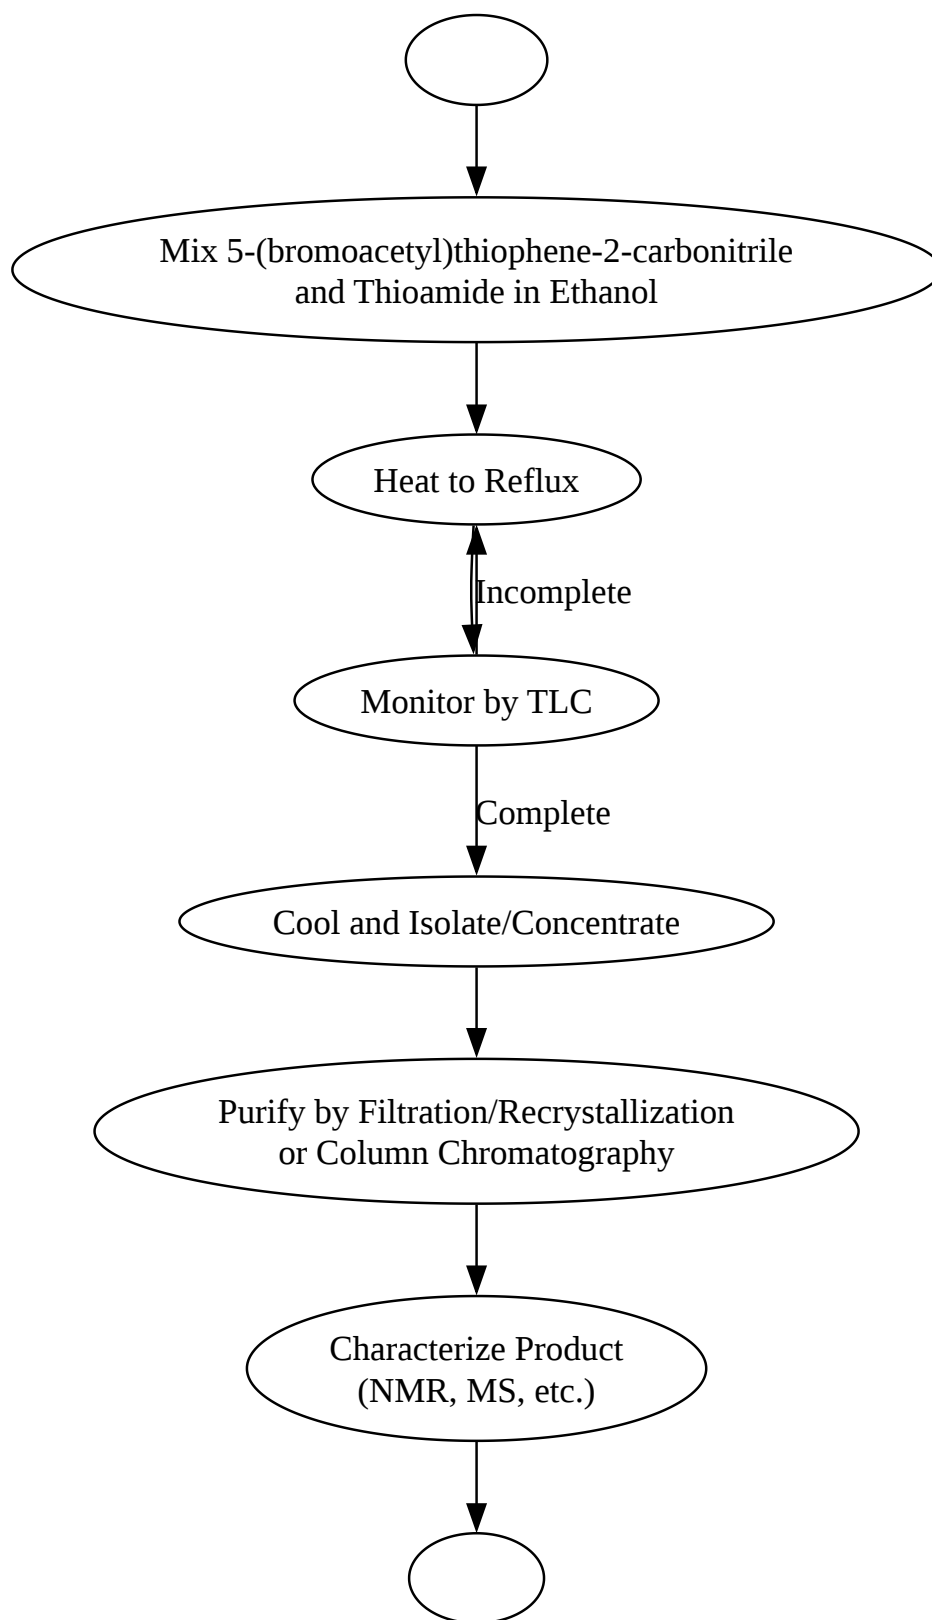 Mix 5-(bromoacetyl)thiophene-2-carbonitrile
and Thioamide in Ethanol
Heat to Reflux
Incomplete
Monitor by TLC
Complete
Cool and Isolate/Concentrate
Purify by Filtration/Recrystallization
or Column Chromatography
Characterize Product
(NMR, MS, etc.)